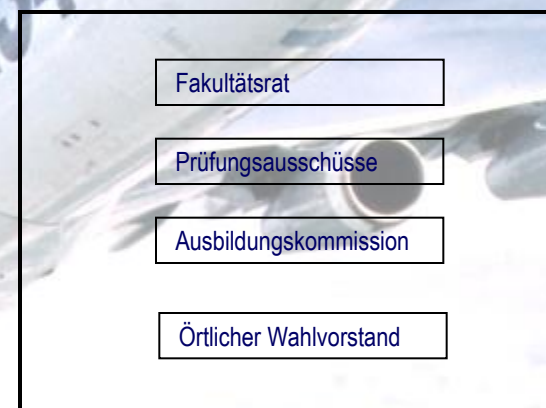 Fakultätsrat
Prüfungsausschüsse
Ausbildungskommission
Örtlicher Wahlvorstand